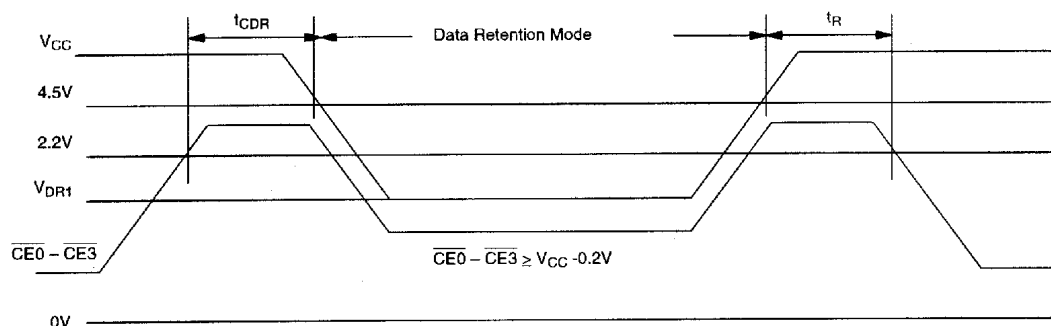 tCDR
tR
VCC
Data Retention Mode
4.5V
2.2V
VDR1
CE0 – CE3
CE0 – CE3 ≥ VCC -0.2V
0V